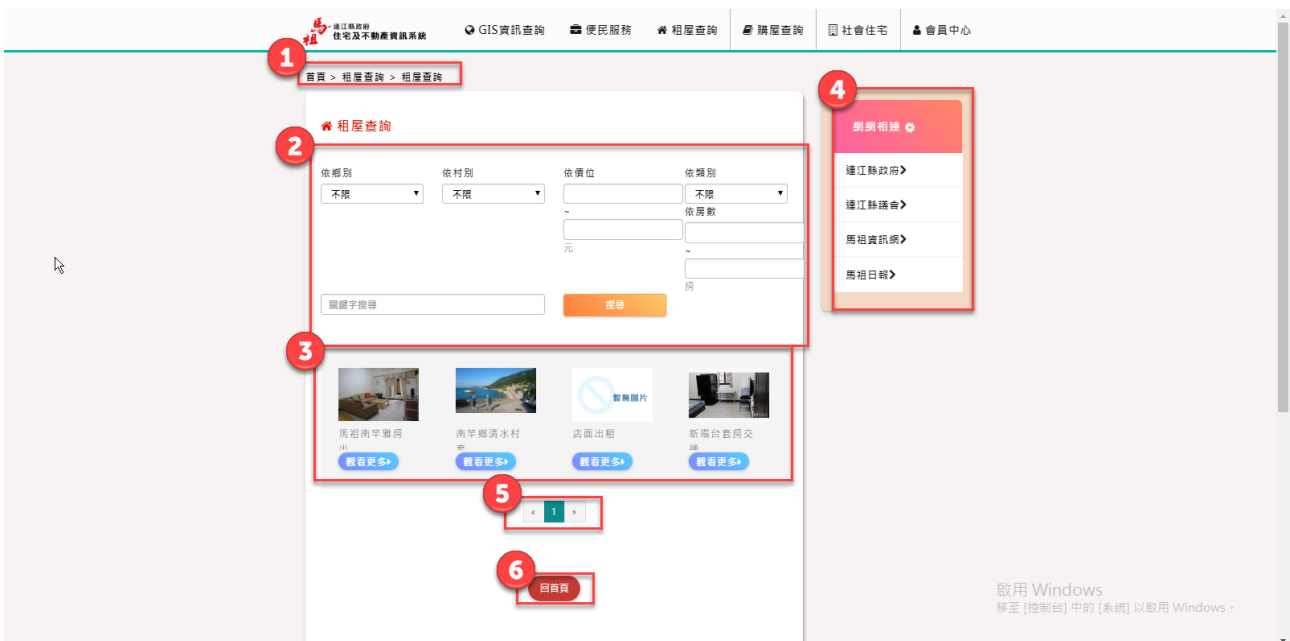 馬祖
連江縣政府
住宅及不動產資訊系統
GIS資訊查詢
便民服務
租屋查詢
購屋查詢
社會住宅
會員中心
1
首頁 > 租屋查詢 > 租屋查詢
租屋查詢
2
依鄉別
依村別
依價位
依類別
不限
不限
不限
~
依房數
元
~
房
關鍵字搜尋
搜尋
3
暫無圖片
馬祖南竿雅房
出
南竿鄉清水村
套
店面出租
新陽台套房交
通
觀看更多
觀看更多
觀看更多
觀看更多
4
網網相連
連江縣政府
連江縣議會
馬祖資訊網
馬祖日報
5
« 1 »
6
回首頁
啟用 Windows
移至 [控制台] 中的 [系統] 以啟用 Windows。